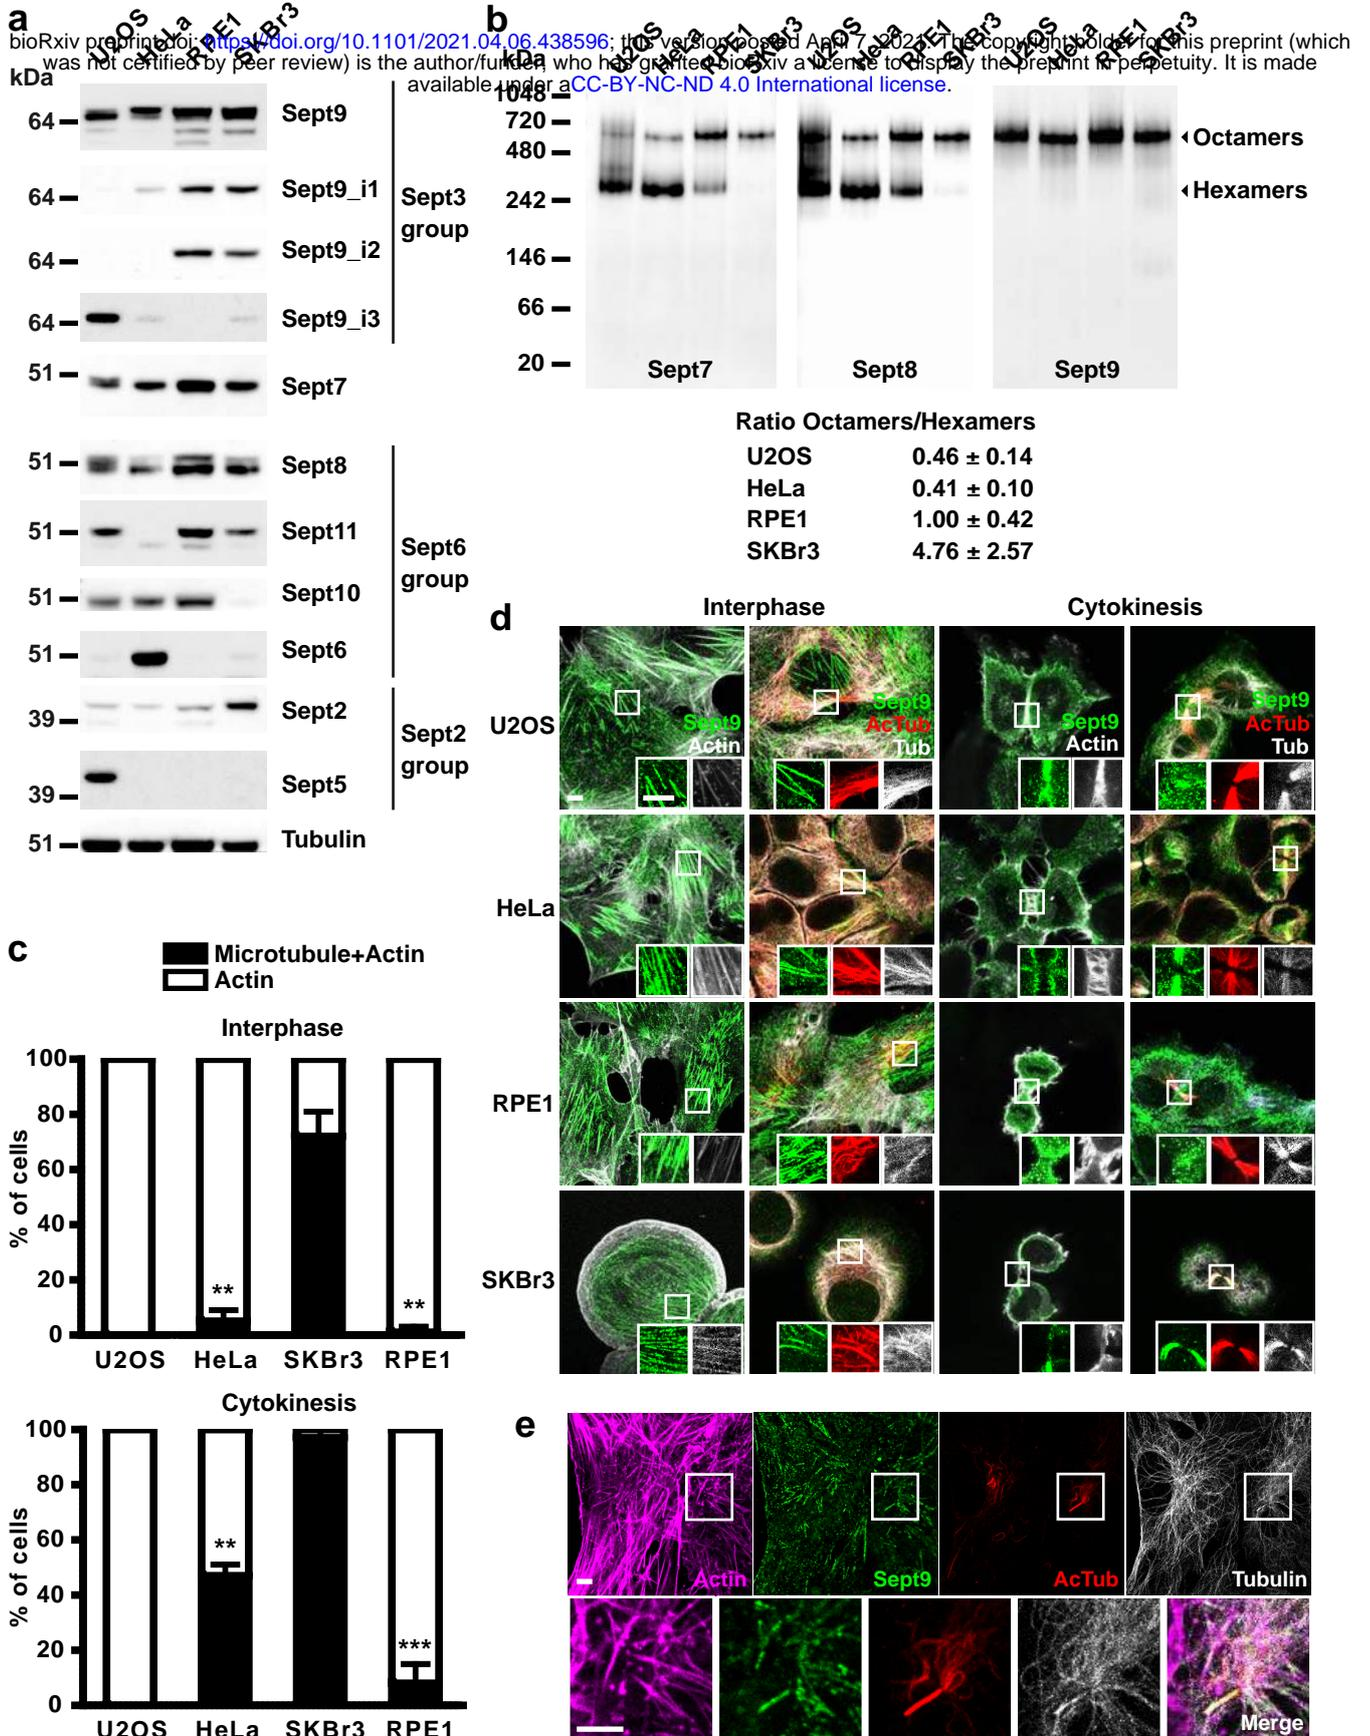 a
U2OS
HeLa
RPE1
SKBr3
bioRxiv preprint doi: https://doi.org/10.1101/2021.04.06.438596; this version posted April 7, 2021. The copyright holder for this preprint (which
was not certified by peer review) is the author/funder, who has granted bioRxiv a license to display the preprint in perpetuity. It is made
available under aCC-BY-NC-ND 4.0 International license.
kDa
64
Sept9
64
Sept9_i1
64
Sept9_i2
64
Sept9_i3
Sept3
group
51
Sept7
51
Sept8
51
Sept11
51
Sept10
51
Sept6
Sept6
group
39
Sept2
39
Sept5
Sept2
group
51
Tubulin
b
kDa
U2OS
HeLa
RPE1
SKBr3
U2OS
HeLa
RPE1
SKBr3
U2OS
HeLa
RPE1
SKBr3
1048
720
480
242
146
66
20
Octamers
Hexamers
Sept7
Sept8
Sept9
Ratio Octamers/Hexamers
U2OS 0.46 ± 0.14
HeLa 0.41 ± 0.10
RPE1 1.00 ± 0.42
SKBr3 4.76 ± 2.57
c
Microtubule+Actin
Actin
Interphase
% of cells
100
80
60
40
20
0
**
**
U2OS HeLa SKBr3 RPE1
Cytokinesis
% of cells
100
80
60
40
20
0
**
***
U2OS HeLa SKBr3 RPE1
d
Interphase
Cytokinesis
U2OS
Sept9
Actin
Sept9
AcTub
Tub
Sept9
Actin
Sept9
AcTub
Tub
HeLa
RPE1
SKBr3
e
Actin
Sept9
AcTub
Tubulin
Merge